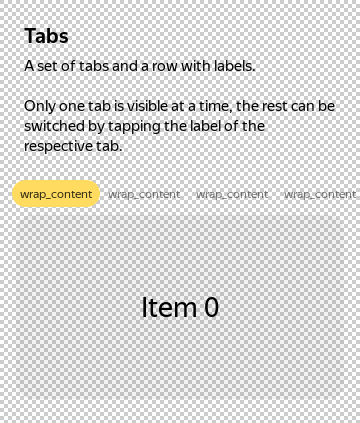 Tabs
A set of tabs and a row with labels.
Only one tab is visible at a time, the rest can be
switched by tapping the label of the
respective tab.
wrap_content wrap_content wrap_content wrap_content
Item 0